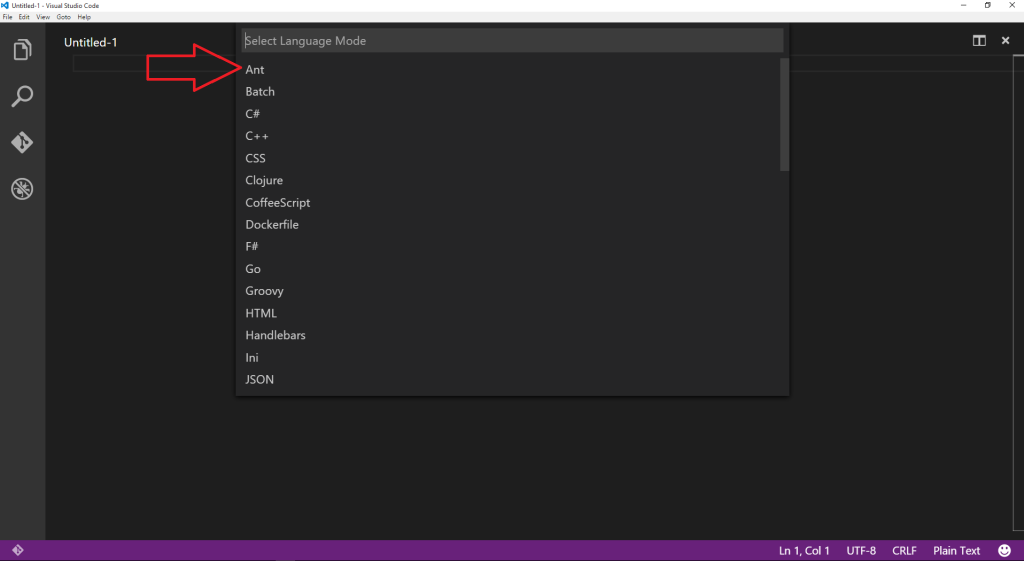 Untitled-1 - Visual Studio Code
File Edit View Goto Help
Untitled-1
Select Language Mode
Ant
Batch
C#
C++
CSS
Clojure
CoffeeScript
Dockerfile
F#
Go
Groovy
HTML
Handlebars
Ini
JSON
Ln 1, Col 1 UTF-8 CRLF Plain Text